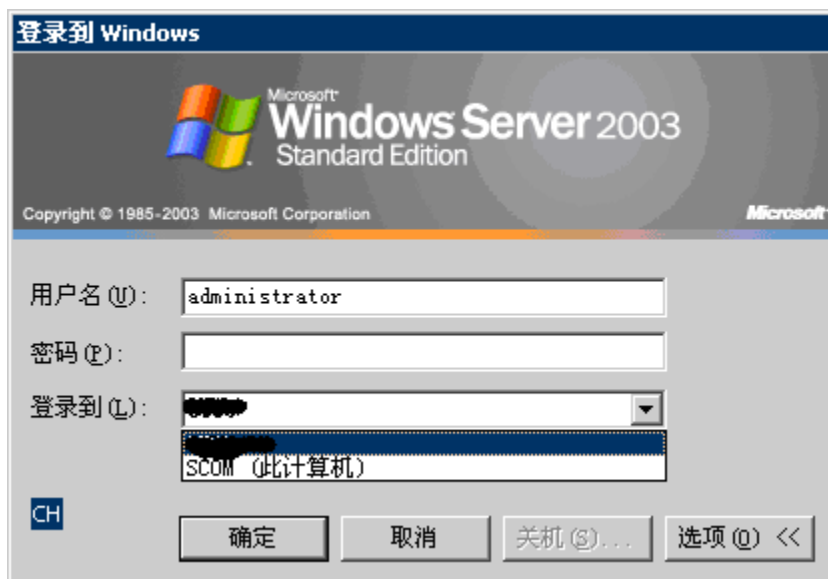 登录到 Windows
Microsoft
Windows Server 2003
Standard Edition
Copyright © 1985-2003 Microsoft Corporation
Microsoft
用户名(U):
administrator
密码(P):
登录到(L):
SCOM (此计算机)
CH
确定
取消
关机(S)...
选项(O) <<